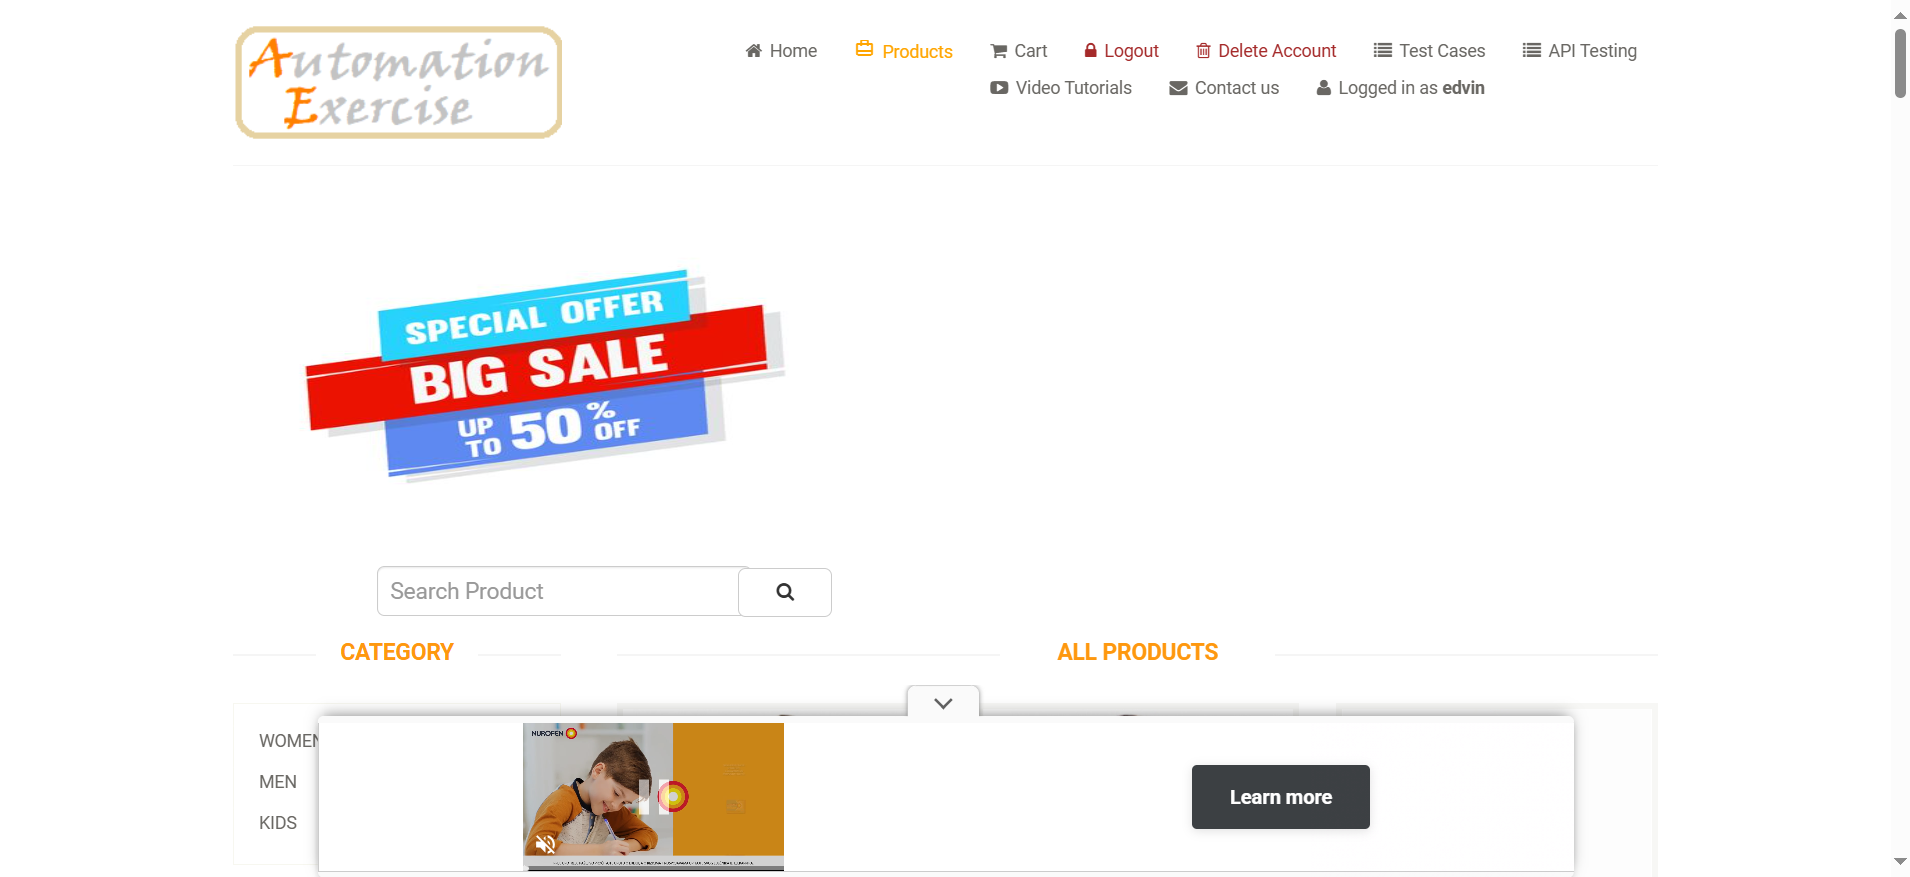 Automation
Exercise
Home
Products
Cart
Logout
Delete Account
Test Cases
API Testing
Video Tutorials
Contact us
Logged in as edvin
SPECIAL OFFER
BIG SALE
UP TO 50% OFF
Search Product
CATEGORY
ALL PRODUCTS
WOMEN
MEN
KIDS
NUROFEN
Learn more